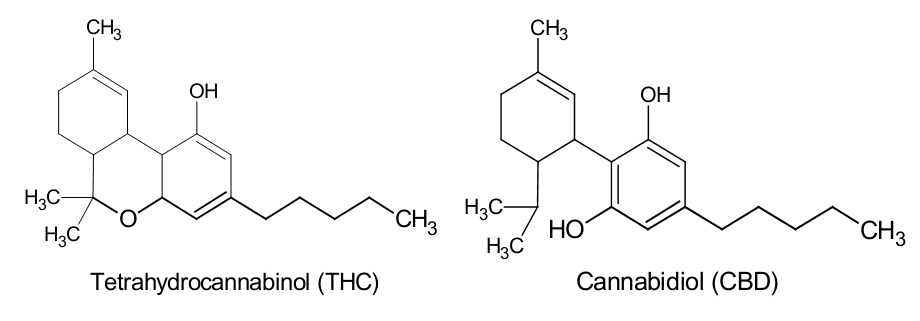 CH₃
OH
H₃C
H₃C
O
CH₃
Tetrahydrocannabinol (THC)
CH₃
OH
H₃C
H₃C
HO
CH₃
Cannabidiol (CBD)